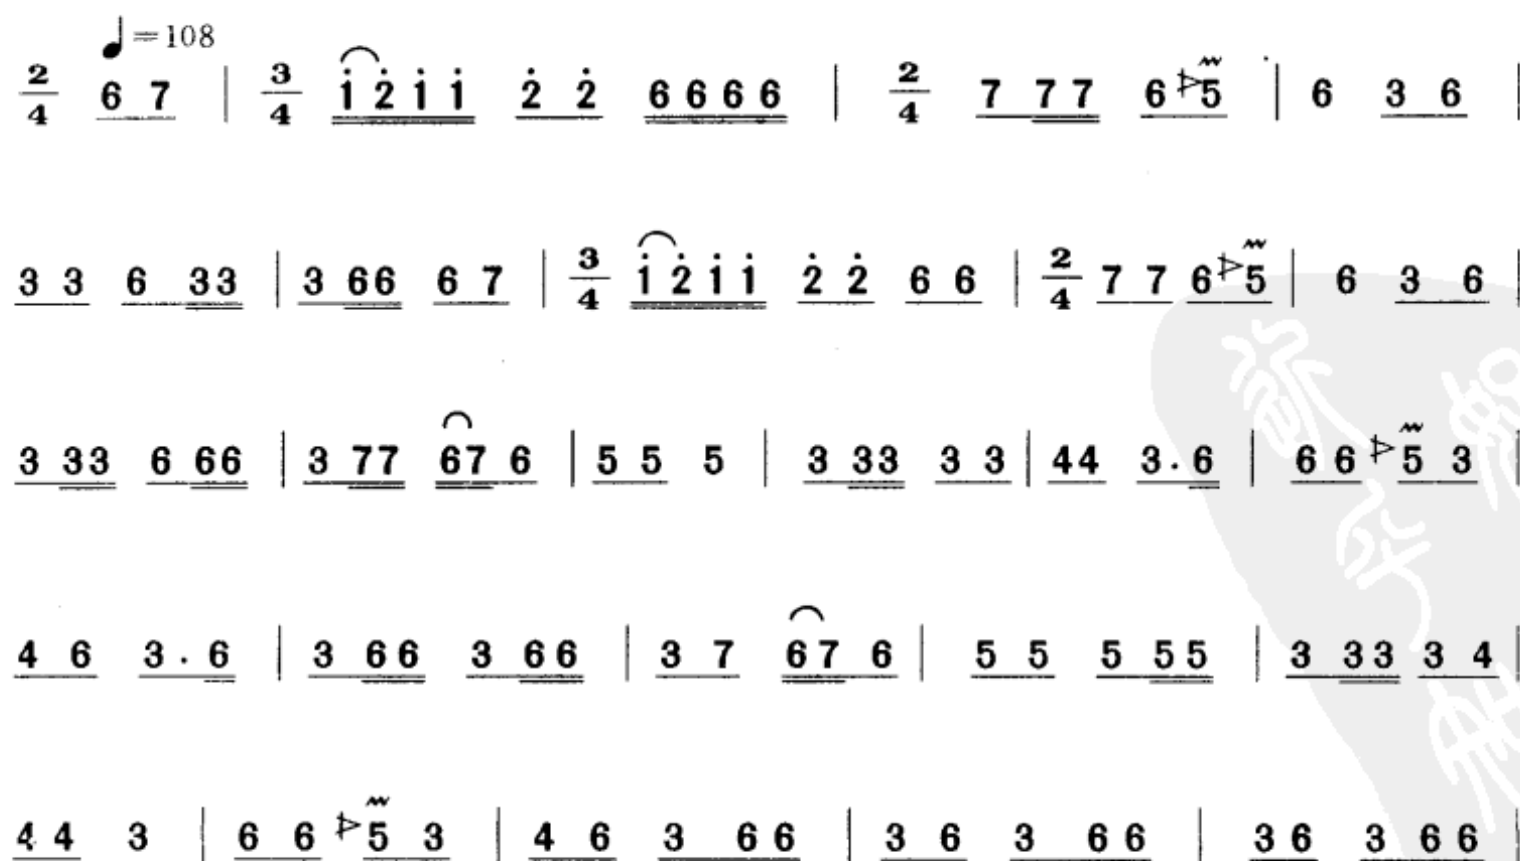 ♩=108
2/4 6 7 | 3/4 i̇ 2̇ i̇ i̇ 2̇ 2̇ 6 6 6 6 | 2/4 7 7 7 6 5 | 6 3 6 |
3 3 6 3 3 | 3 6 6 6 7 | 3/4 i̇ 2̇ i̇ i̇ 2̇ 2̇ 6 6 | 2/4 7 7 6 5 | 6 3 6 |
3 3 3 6 6 6 | 3 7 7 6 7 6 | 5 5 5 | 3 3 3 3 3 | 4 4 3 . 6 | 6 6 5 3 |
4 6 3 . 6 | 3 6 6 3 6 6 | 3 7 6 7 6 | 5 5 5 5 5 | 3 3 3 3 4 |
4 4 3 | 6 6 5 3 | 4 6 3 6 6 | 3 6 3 6 6 | 3 6 3 6 6 |